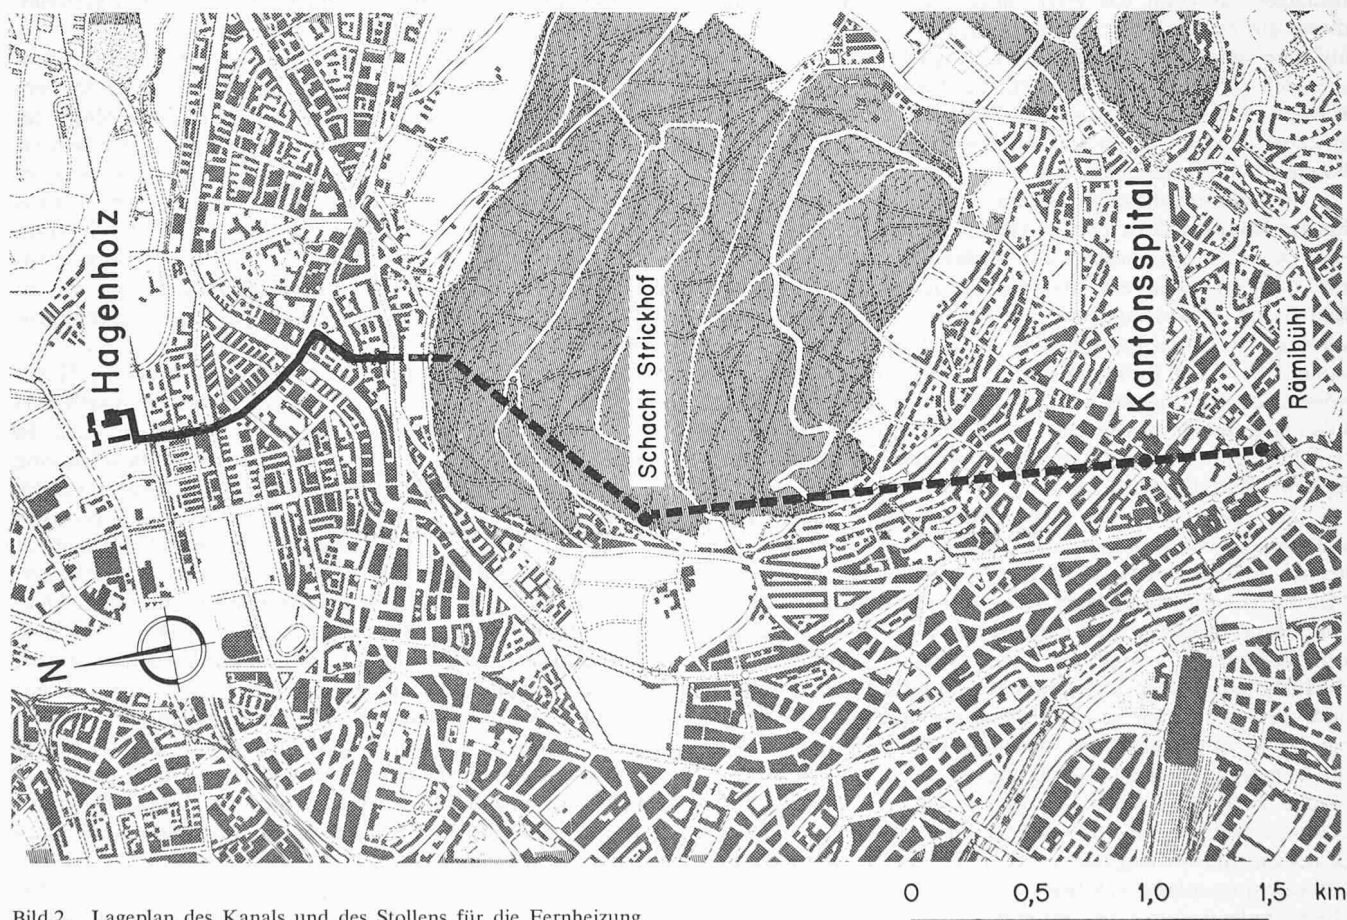 Hagenholz
Schacht Strickhof
Kantonsspital
Rämibühl
N
0 0,5 1,0 1,5 km
Bild 2. Lageplan des Kanals und des Stollens für die Fernheizung